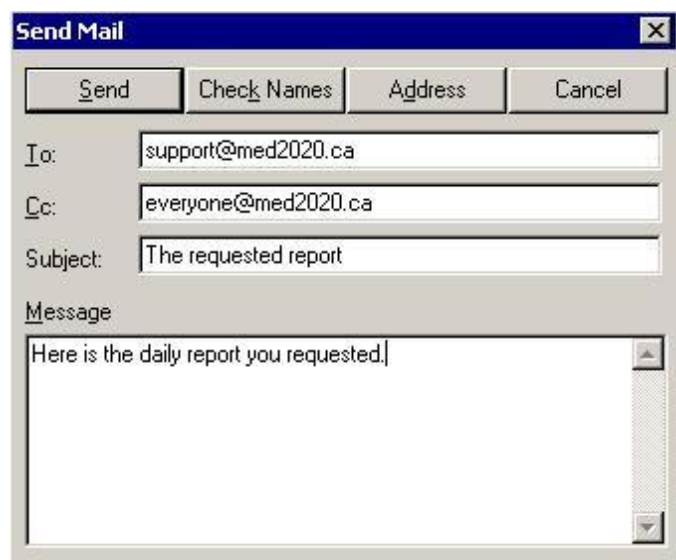 Send Mail
Send Check Names Address Cancel
To: support@med2020.ca
Cc: everyone@med2020.ca
Subject: The requested report
Message
Here is the daily report you requested.